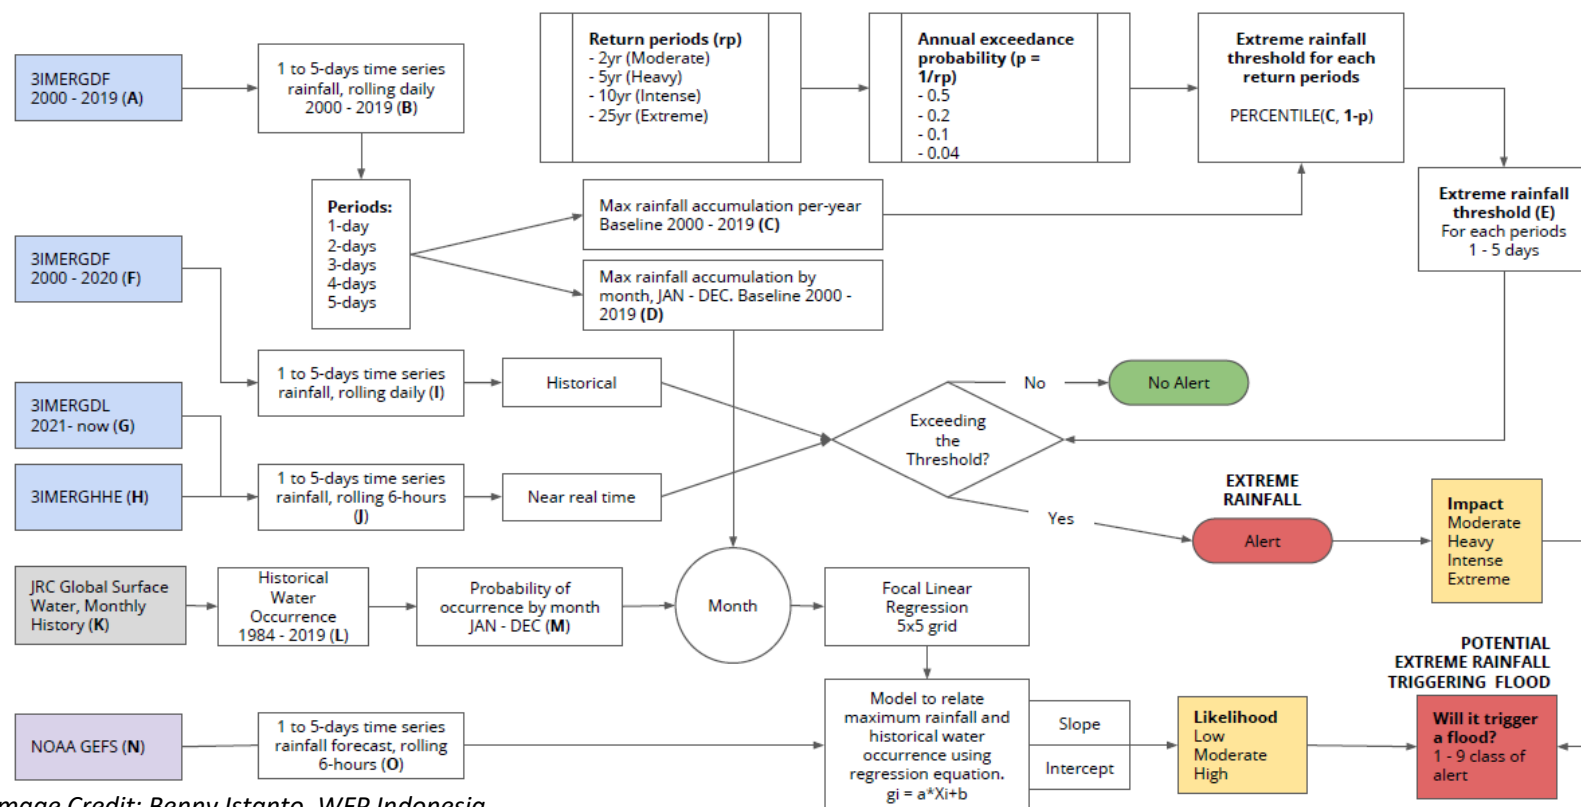 Return periods (rp)
- 2yr (Moderate)
- 5yr (Heavy)
- 10yr (Intense)
- 25yr (Extreme)
Annual exceedance
probability (p =
1/rp)
- 0.5
- 0.2
- 0.1
- 0.04
Extreme rainfall
threshold for each
return periods
PERCENTILE(C, 1-p)
3IMERGDF
2000 - 2019 (A)
1 to 5-days time series
rainfall, rolling daily
2000 - 2019 (B)
Periods:
1-day
2-days
3-days
4-days
5-days
Max rainfall accumulation per-year
Baseline 2000 - 2019 (C)
Extreme rainfall
threshold (E)
For each periods
1 - 5 days
3IMERGDF
2000 - 2020 (F)
Max rainfall accumulation by
month, JAN - DEC. Baseline 2000 -
2019 (D)
1 to 5-days time series
rainfall, rolling daily (I)
Historical
No
No Alert
3IMERGDL
2021- now (G)
Exceeding
the
Threshold?
3IMERGHHE (H)
1 to 5-days time series
rainfall, rolling 6-hours
(J)
Near real time
Yes
EXTREME
RAINFALL
Alert
Impact
Moderate
Heavy
Intense
Extreme
JRC Global Surface
Water, Monthly
History (K)
Historical
Water
Occurrence
1984 - 2019 (L)
Probability of
occurrence by month
JAN - DEC (M)
Month
Focal Linear
Regression
5x5 grid
POTENTIAL
EXTREME RAINFALL
TRIGGERING FLOOD
NOAA GEFS (N)
1 to 5-days time series
rainfall forecast, rolling
6-hours (O)
Model to relate
maximum rainfall and
historical water
occurrence using
regression equation.
gi = a*Xi+b
Slope
Intercept
Likelihood
Low
Moderate
High
Will it trigger
a flood?
1 - 9 class of
alert
mage Credit: Benny Istanto, WFP Indonesia